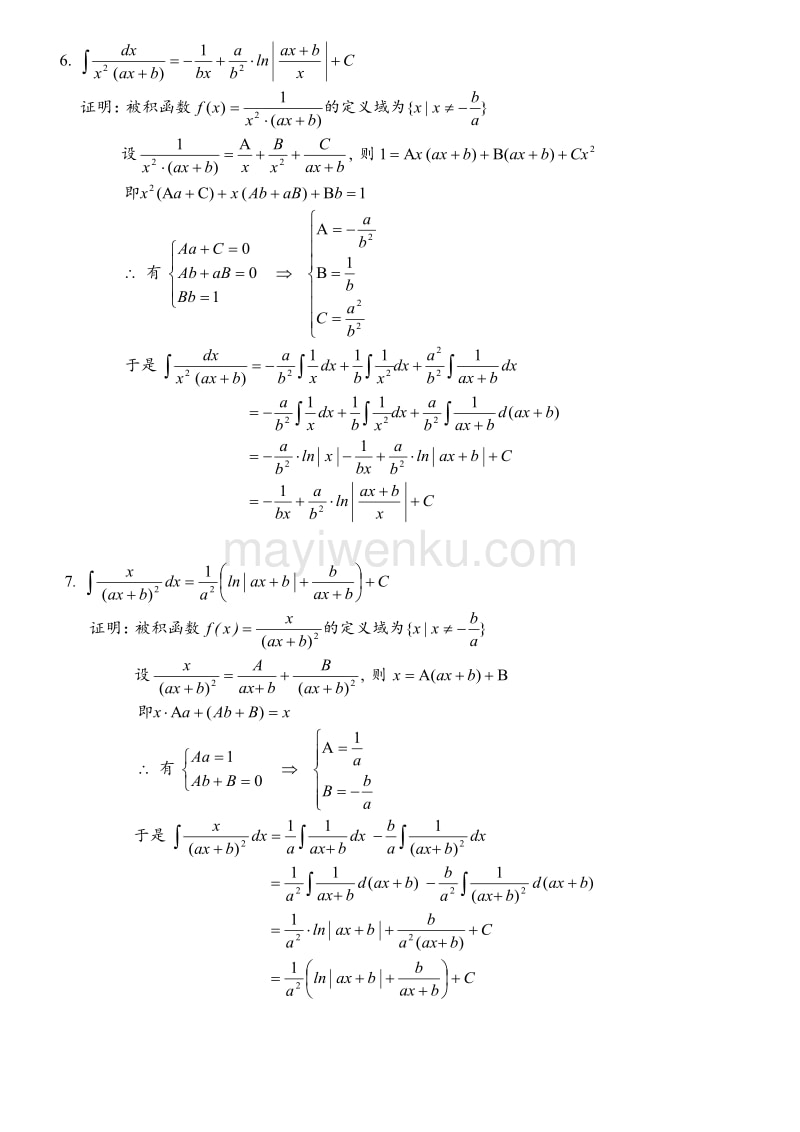 6. ∫ dx / x²(ax+b) = − 1/bx + a/b² · ln| (ax+b)/x | + C
证明：被积函数 f(x) = 1 / x²·(ax+b) 的定义域为{x | x ≠ − b/a}
设 1 / x²·(ax+b) = A/x + B/x² + C/(ax+b)，则 1 = Ax(ax+b) + B(ax+b) + Cx²
即x²(Aa+C) + x(Ab+aB) + Bb = 1
∴ 有 { Aa+C=0 Ab+aB=0 Bb=1 ⇒ { A = − a/b² B = 1/b C = a²/b²
于是 ∫ dx / x²(ax+b) = − a/b² ∫ 1/x dx + 1/b ∫ 1/x² dx + a²/b² ∫ 1/(ax+b) dx
= − a/b² ∫ 1/x dx + 1/b ∫ 1/x² dx + a/b² ∫ 1/(ax+b) d(ax+b)
= − a/b² · ln| x | − 1/bx + a/b² · ln| ax+b | + C
= − 1/bx + a/b² · ln| (ax+b)/x | + C
mayiwenku.com
7. ∫ x/(ax+b)² dx = 1/a² ( ln| ax+b | + b/(ax+b) ) + C
证明：被积函数 f(x) = x/(ax+b)² 的定义域为{x | x ≠ − b/a}
设 x/(ax+b)² = A/(ax+b) + B/(ax+b)²，则 x = A(ax+b) + B
即x·Aa + (Ab+B) = x
∴ 有 { Aa=1 Ab+B=0 ⇒ { A = 1/a B = − b/a
于是 ∫ x/(ax+b)² dx = 1/a ∫ 1/(ax+b) dx − b/a ∫ 1/(ax+b)² dx
= 1/a² ∫ 1/(ax+b) d(ax+b) − b/a² ∫ 1/(ax+b)² d(ax+b)
= 1/a² · ln| ax+b | + b/a²(ax+b) + C
= 1/a² ( ln| ax+b | + b/(ax+b) ) + C